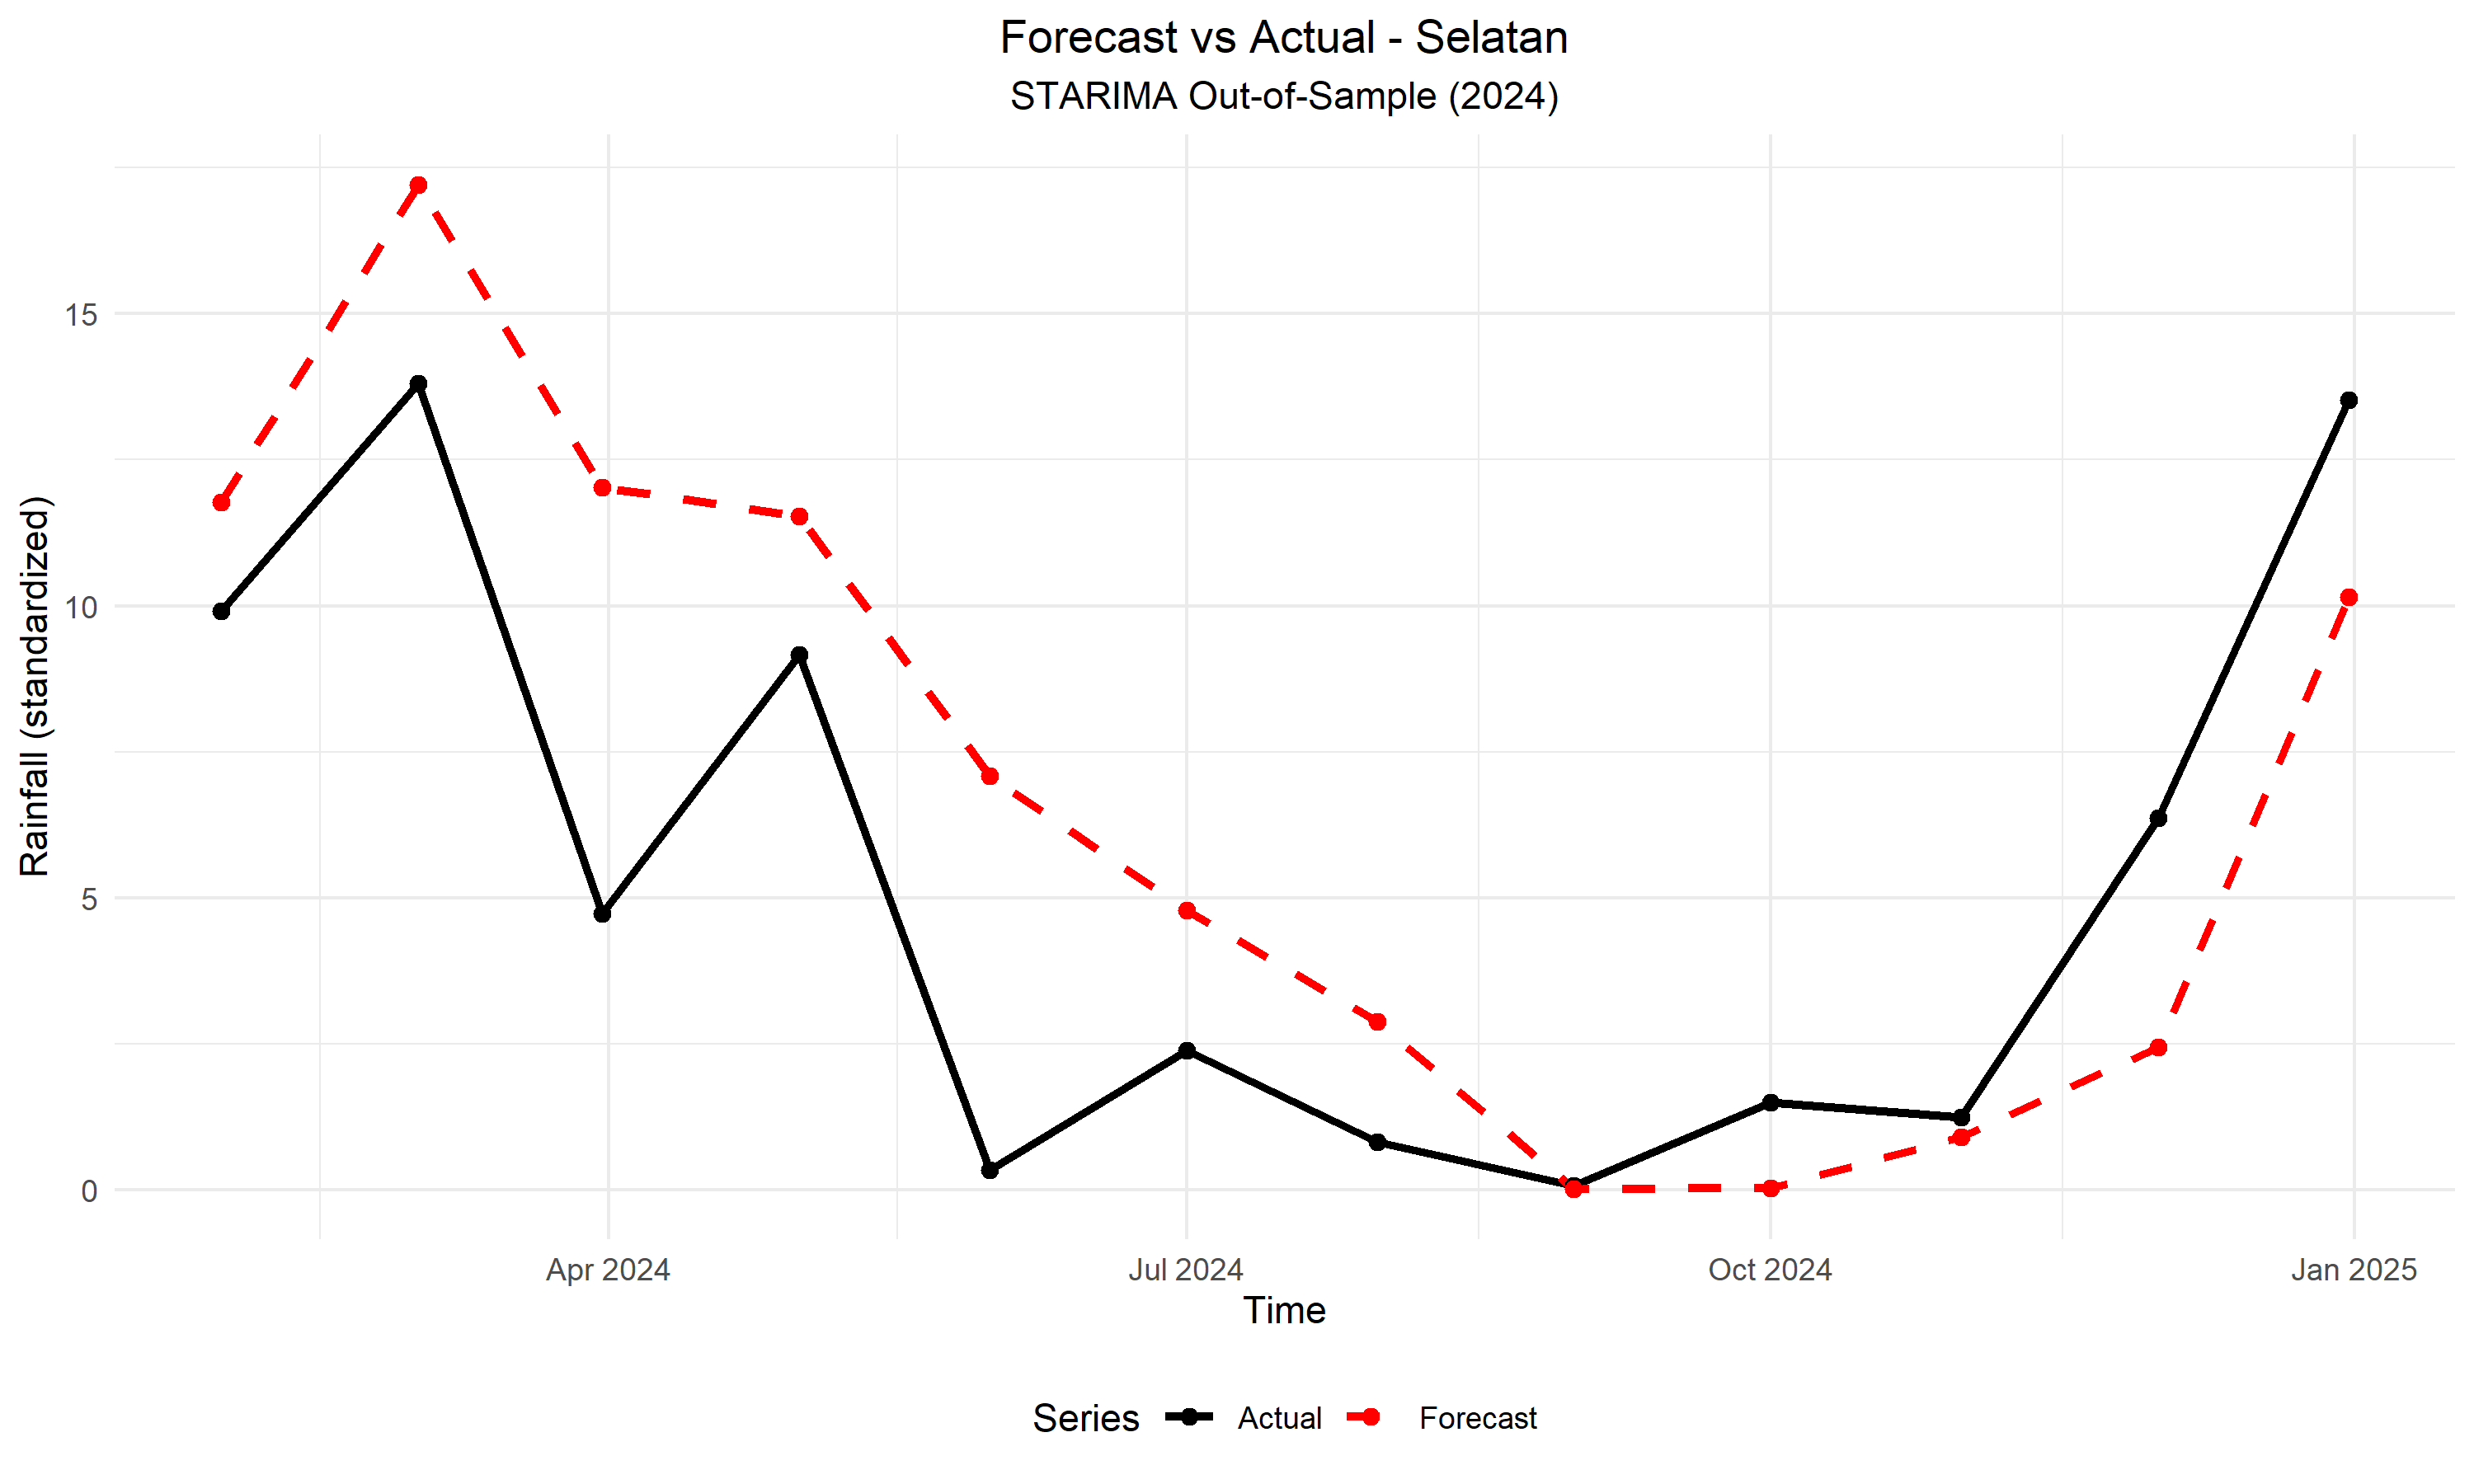 Forecast vs Actual - Selatan
STARIMA Out-of-Sample (2024)
Rainfall (standardized)
15
10
5
0
Apr 2024
Jul 2024
Oct 2024
Jan 2025
Time
Series
Actual
Forecast